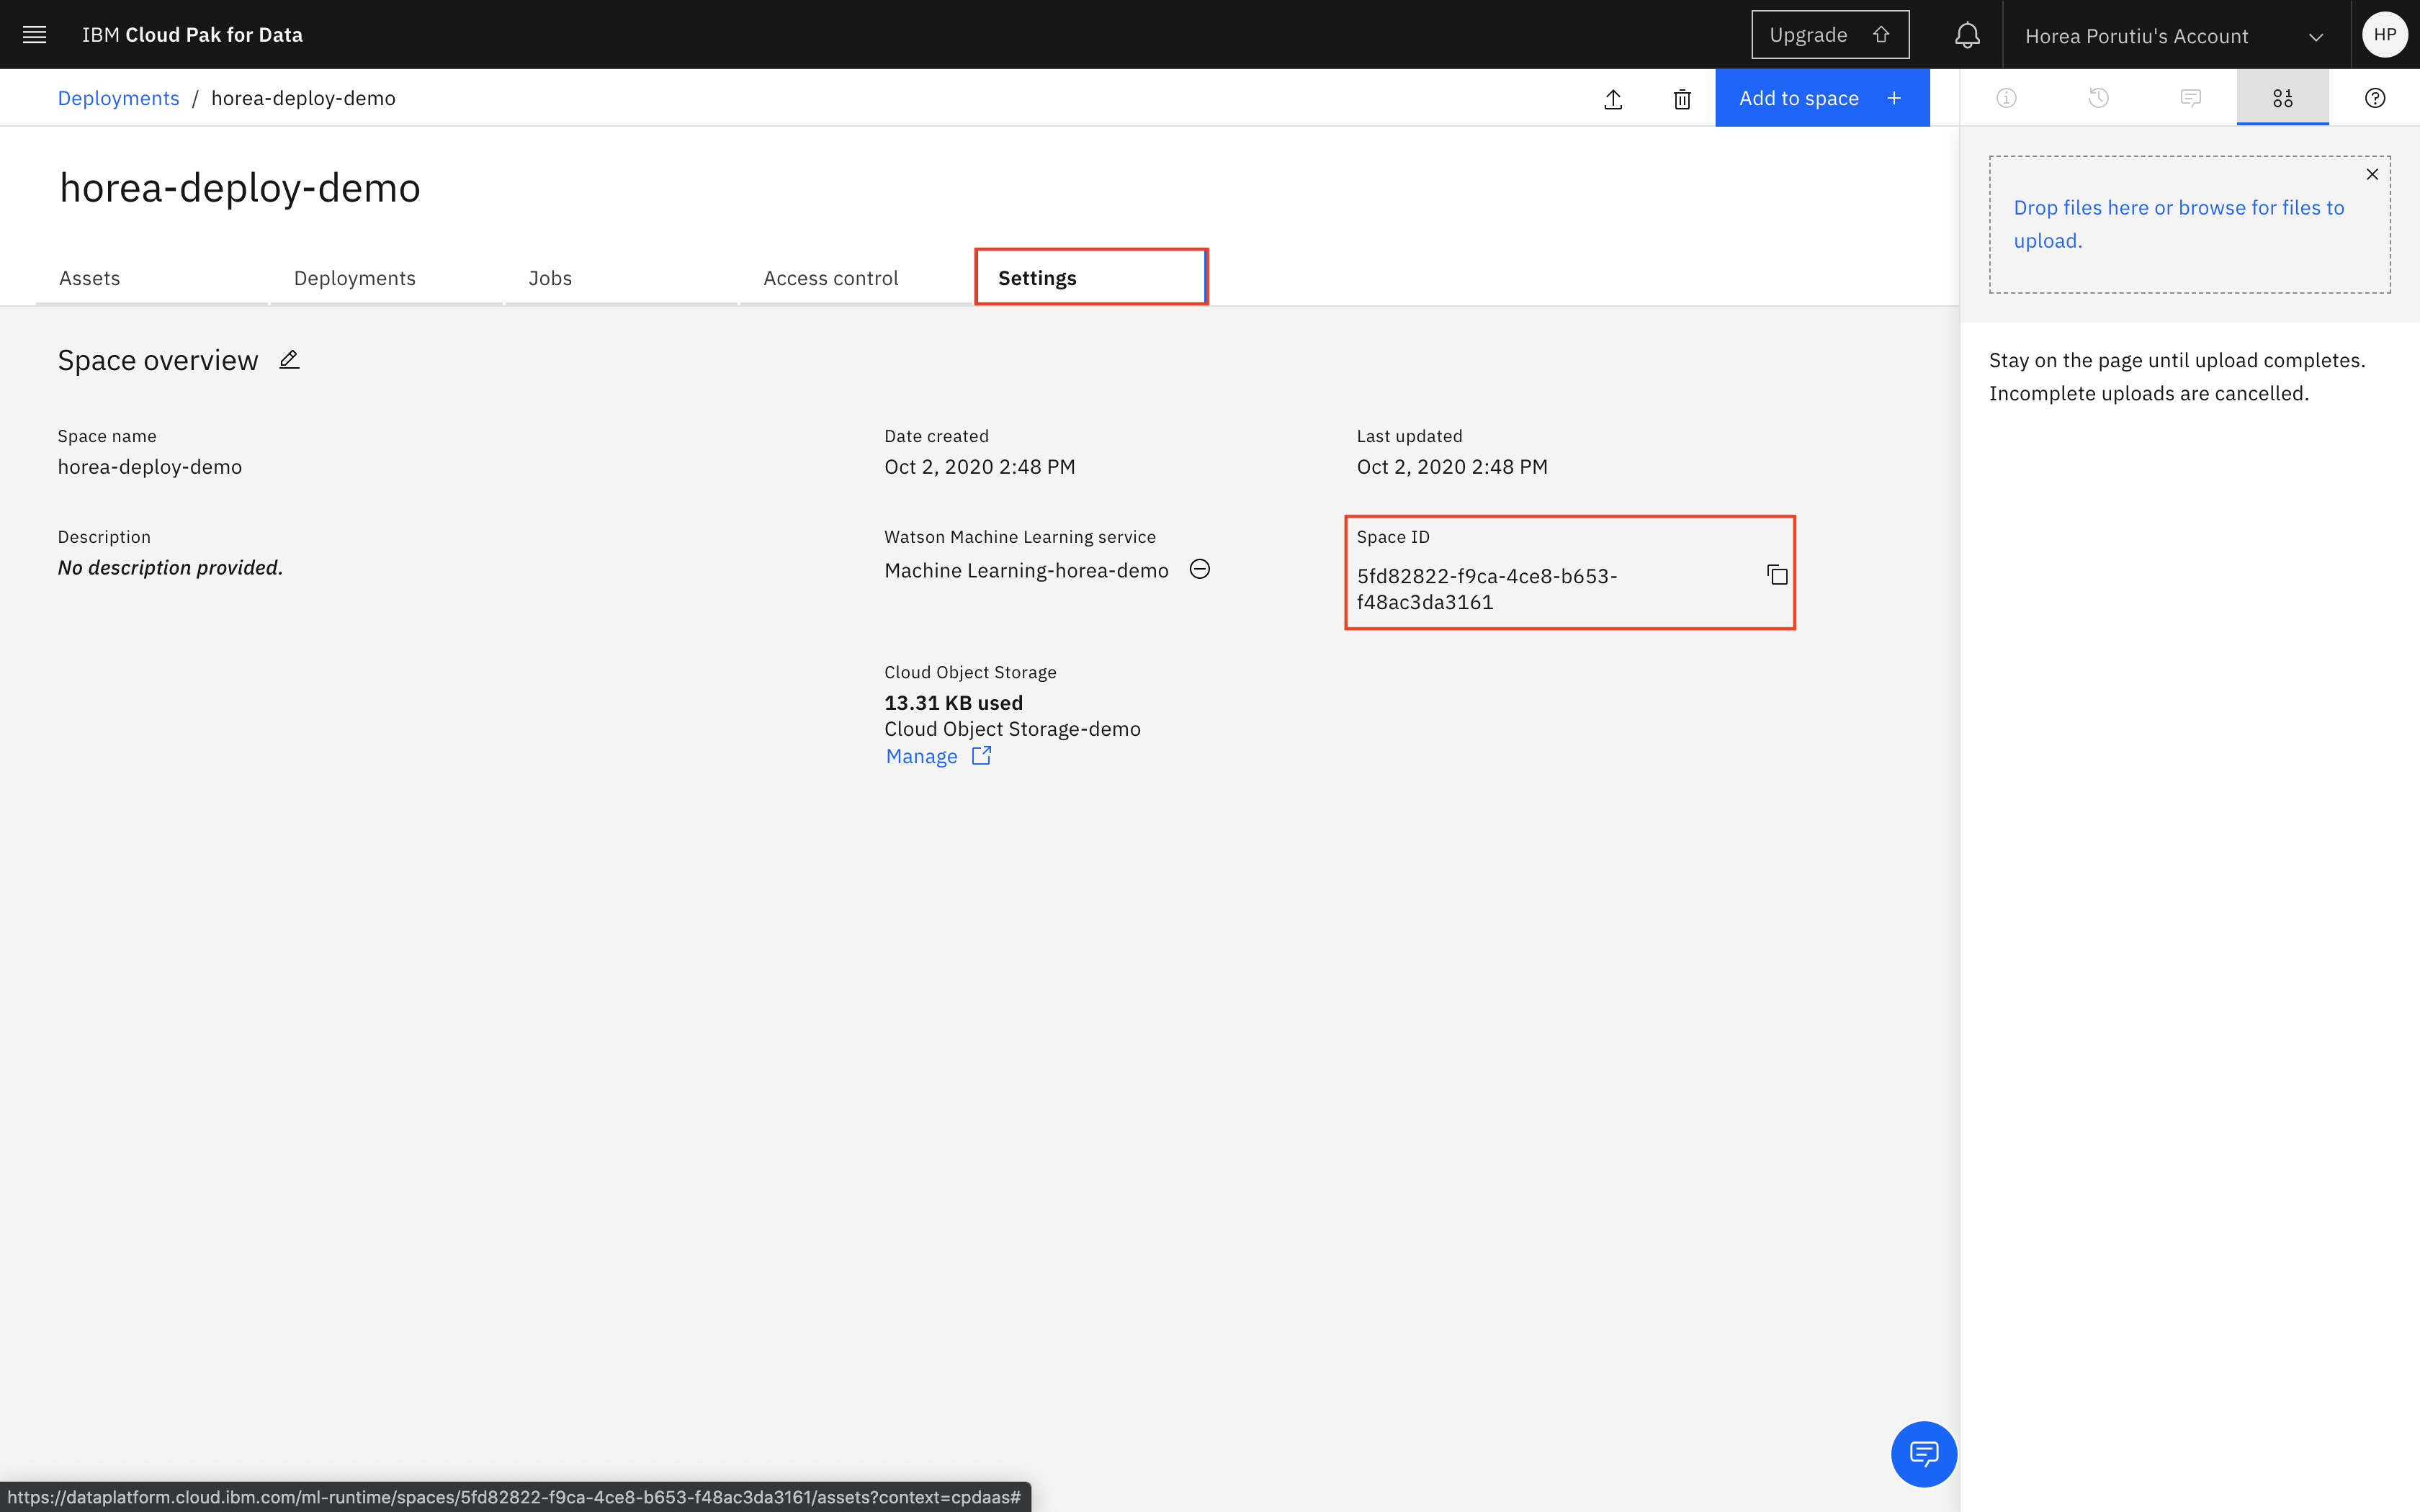 IBM Cloud Pak for Data
Upgrade
Horea Porutiu's Account
HP
Deployments / horea-deploy-demo
Add to space +
horea-deploy-demo
Assets
Deployments
Jobs
Access control
Settings
Drop files here or browse for files to
upload.
Stay on the page until upload completes.
Incomplete uploads are cancelled.
Space overview
Space name
horea-deploy-demo
Date created
Oct 2, 2020 2:48 PM
Last updated
Oct 2, 2020 2:48 PM
Description
No description provided.
Watson Machine Learning service
Machine Learning-horea-demo
Space ID
5fd82822-f9ca-4ce8-b653-
f48ac3da3161
Cloud Object Storage
13.31 KB used
Cloud Object Storage-demo
Manage
https://dataplatform.cloud.ibm.com/ml-runtime/spaces/5fd82822-f9ca-4ce8-b653-f48ac3da3161/assets?context=cpdaas#